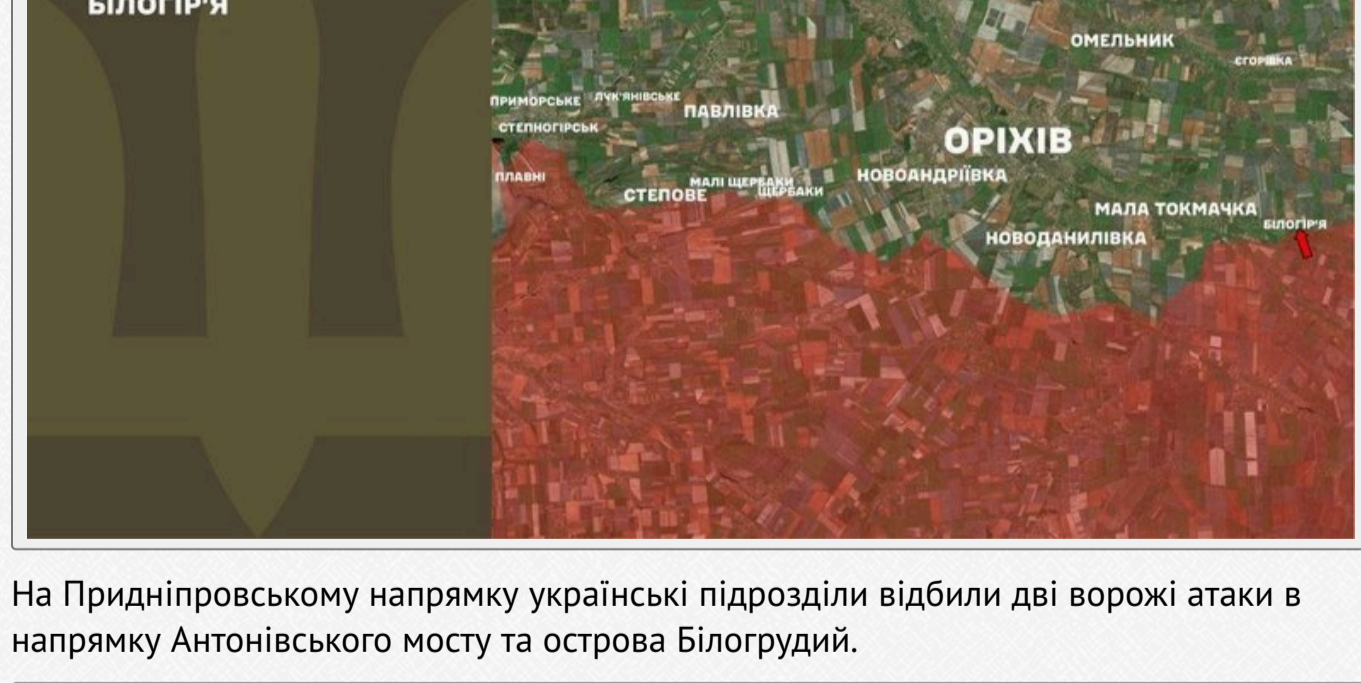 БІЛОГІР'Я
ОМЕЛЬНИК
ЄГОРІВКА
ПРИМОРСЬКЕ
ЛУК'ЯНІВСЬКЕ
ПАВЛІВКА
СТЕПНОГІРСЬК
ОРІХІВ
ПЛАВНІ
МАЛІ ЩЕРБАКИ
НОВОАНДРІЇВКА
СТЕПОВЕ
ЩЕРБАКИ
МАЛА ТОКМАЧКА
БІЛОГІР'Я
НОВОДАНИЛІВКА
На Придніпровському напрямку українські підрозділи відбили дві ворожі атаки в
напрямку Антонівського мосту та острова Білогрудий.